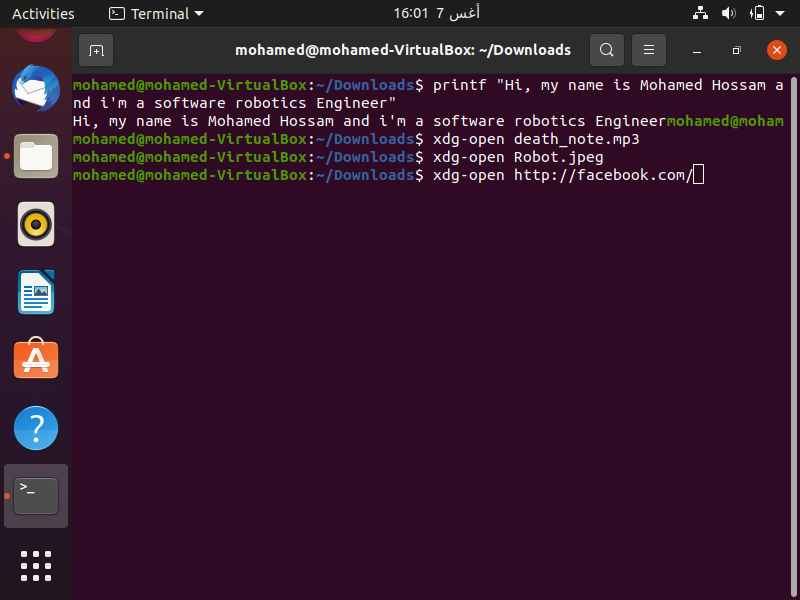 Activities Terminal 16:01 7 أغس
mohamed@mohamed-VirtualBox: ~/Downloads
mohamed@mohamed-VirtualBox:~/Downloads$ printf "Hi, my name is Mohamed Hossam a
nd i'm a software robotics Engineer"
Hi, my name is Mohamed Hossam and i'm a software robotics Engineermohamed@moham
mohamed@mohamed-VirtualBox:~/Downloads$ xdg-open death_note.mp3
mohamed@mohamed-VirtualBox:~/Downloads$ xdg-open Robot.jpeg
mohamed@mohamed-VirtualBox:~/Downloads$ xdg-open http://facebook.com/